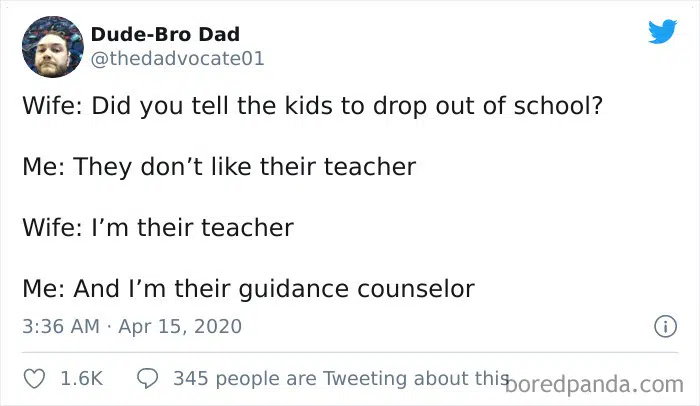 Dude-Bro Dad
@thedadvocate01
Wife: Did you tell the kids to drop out of school?
Me: They don’t like their teacher
Wife: I’m their teacher
Me: And I’m their guidance counselor
3:36 AM · Apr 15, 2020
1.6K 345 people are Tweeting about this
boredpanda.com